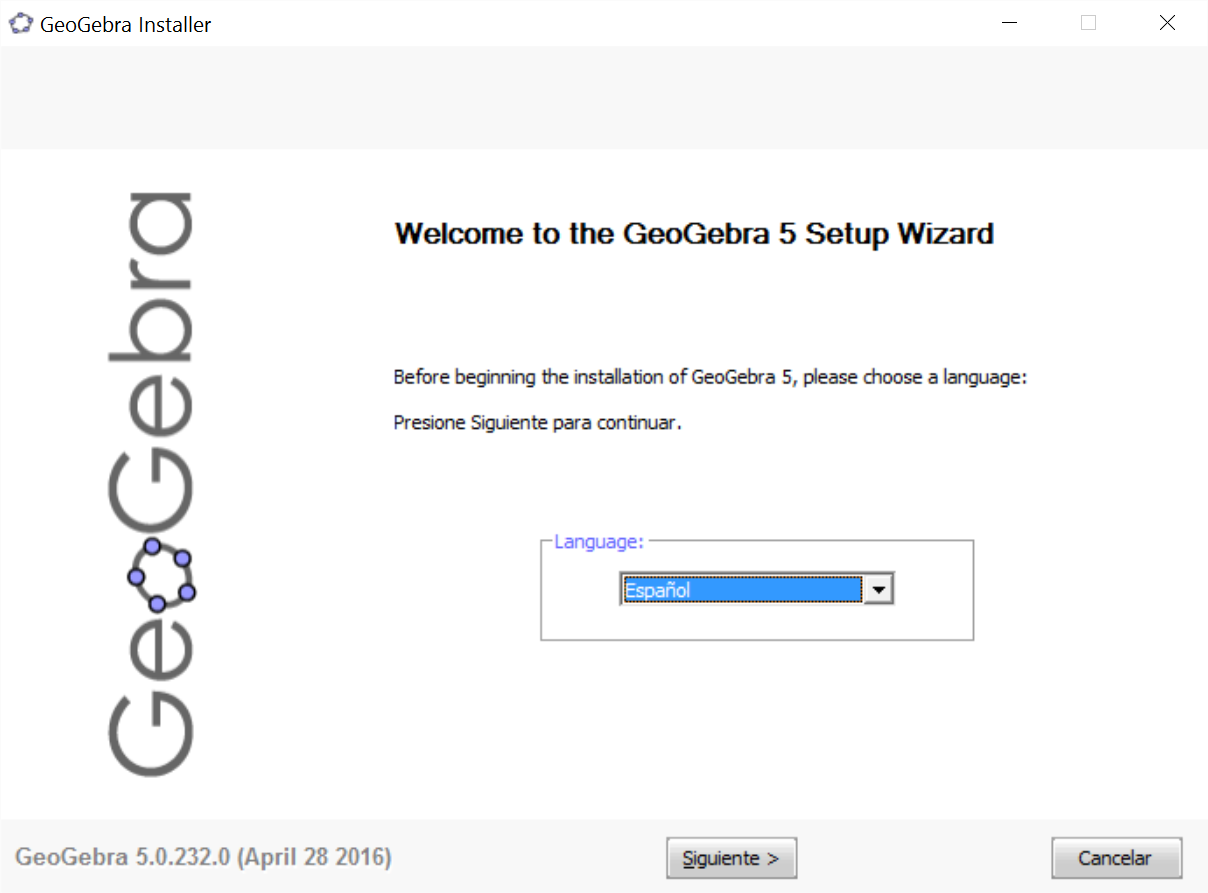 GeoGebra Installer
GeoGebra
Welcome to the GeoGebra 5 Setup Wizard
Before beginning the installation of GeoGebra 5, please choose a language:
Presione Siguiente para continuar.
Language:
Español
GeoGebra 5.0.232.0 (April 28 2016)
Siguiente >
Cancelar